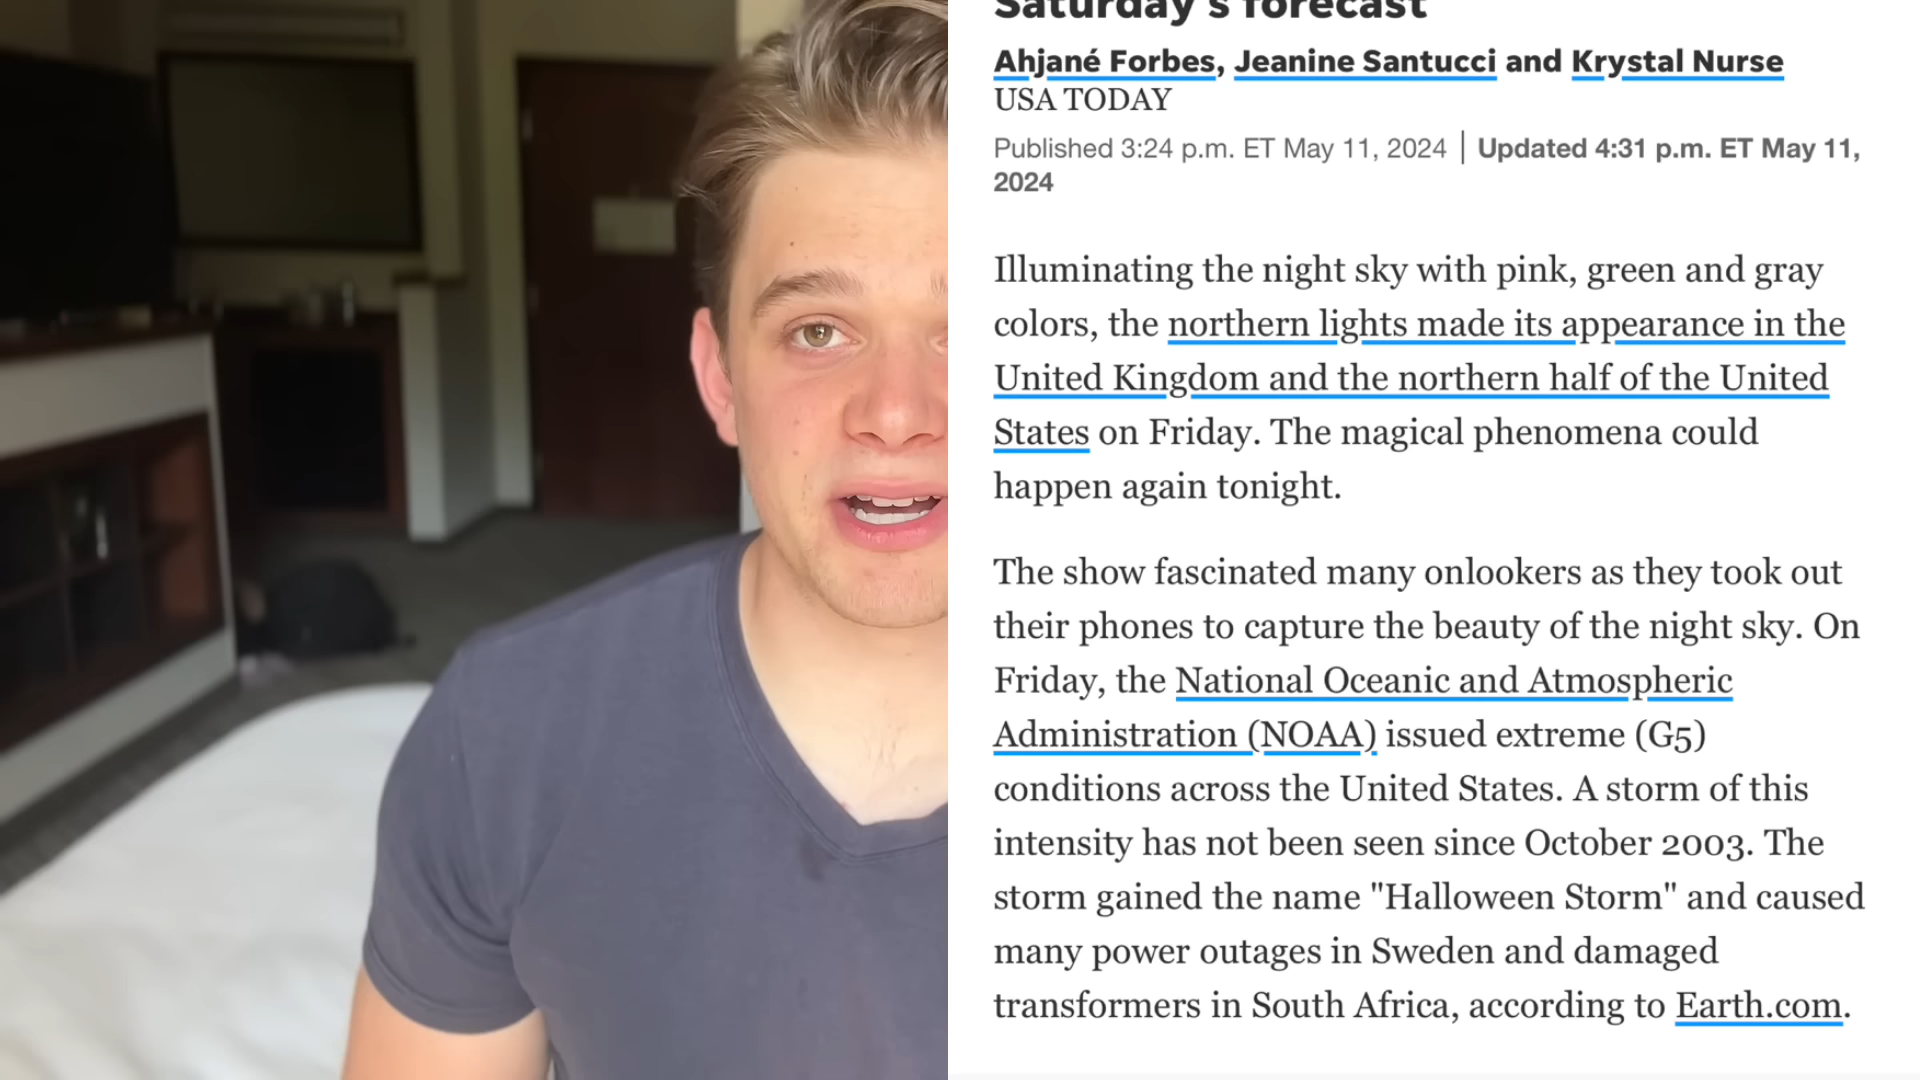 Saturday's forecast
Ahjané Forbes, Jeanine Santucci and Krystal Nurse
USA TODAY
Published 3:24 p.m. ET May 11, 2024 | Updated 4:31 p.m. ET May 11,
2024
Illuminating the night sky with pink, green and gray
colors, the northern lights made its appearance in the
United Kingdom and the northern half of the United
States on Friday. The magical phenomena could
happen again tonight.
The show fascinated many onlookers as they took out
their phones to capture the beauty of the night sky. On
Friday, the National Oceanic and Atmospheric
Administration (NOAA) issued extreme (G5)
conditions across the United States. A storm of this
intensity has not been seen since October 2003. The
storm gained the name "Halloween Storm" and caused
many power outages in Sweden and damaged
transformers in South Africa, according to Earth.com.